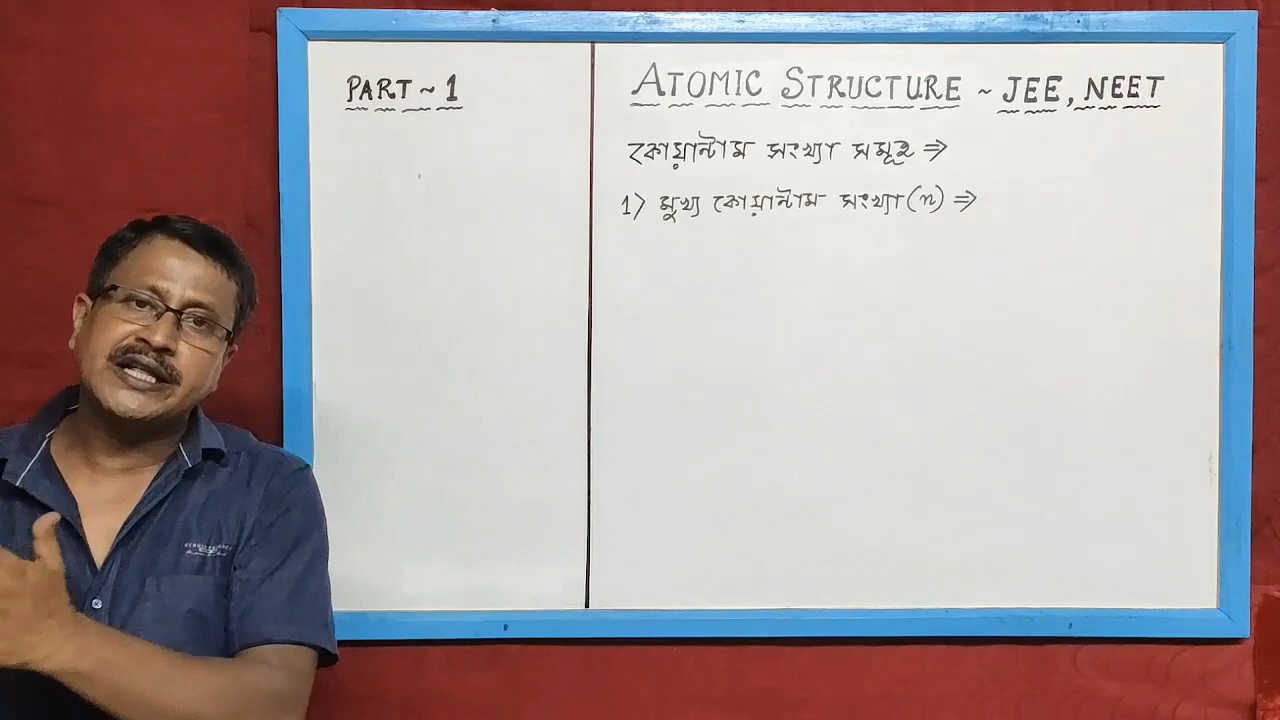 PART ~ 1
ATOMIC STRUCTURE ~ JEE, NEET
কোয়ান্টাম সংখ্যা সমূহ ⇒
1) মুখ্য কোয়ান্টাম সংখ্যা (n) ⇒